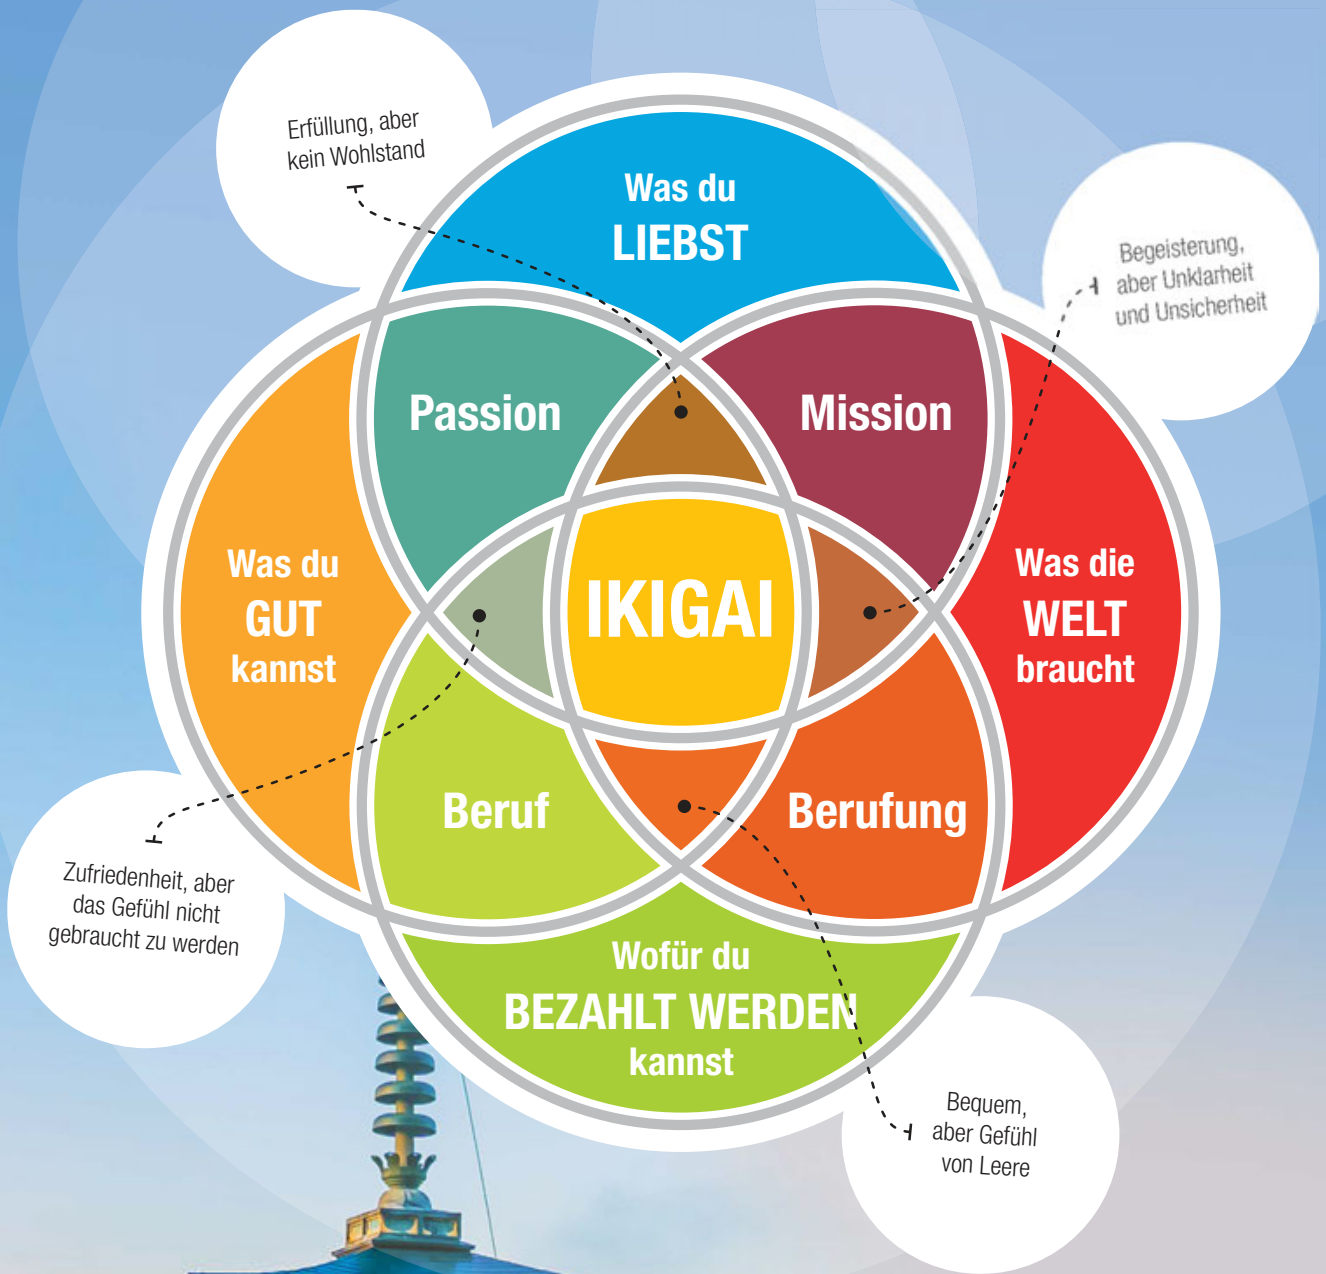 Erfüllung, aber
kein Wohlstand
Was du
LIEBST
Begeisterung,
aber Unklarheit
und Unsicherheit
Passion
Mission
Was du
GUT
kannst
IKIGAI
Was die
WELT
braucht
Beruf
Berufung
Zufriedenheit, aber
das Gefühl nicht
gebraucht zu werden
Wofür du
BEZAHLT WERDEN
kannst
Bequem,
aber Gefühl
von Leere